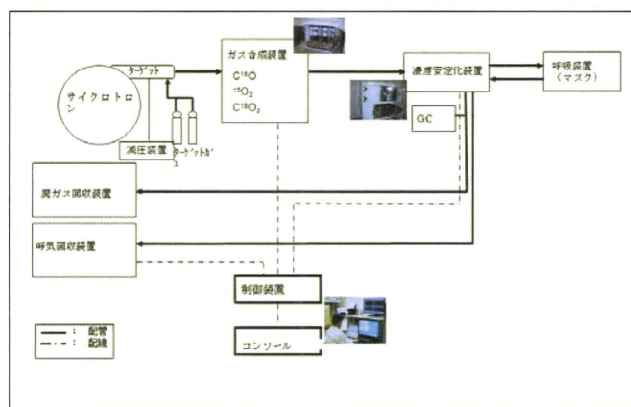 ターゲット
サイクロトロ
ン
減圧装置
ターゲットガ
ス
ガス合成装置
C¹⁵O
¹⁵O₂
C¹⁵O₂
濃度安定化装置
GC
呼吸装置
(マスク)
廃ガス回収装置
呼気回収装置
制御装置
コンソール
: 配管
: 配線